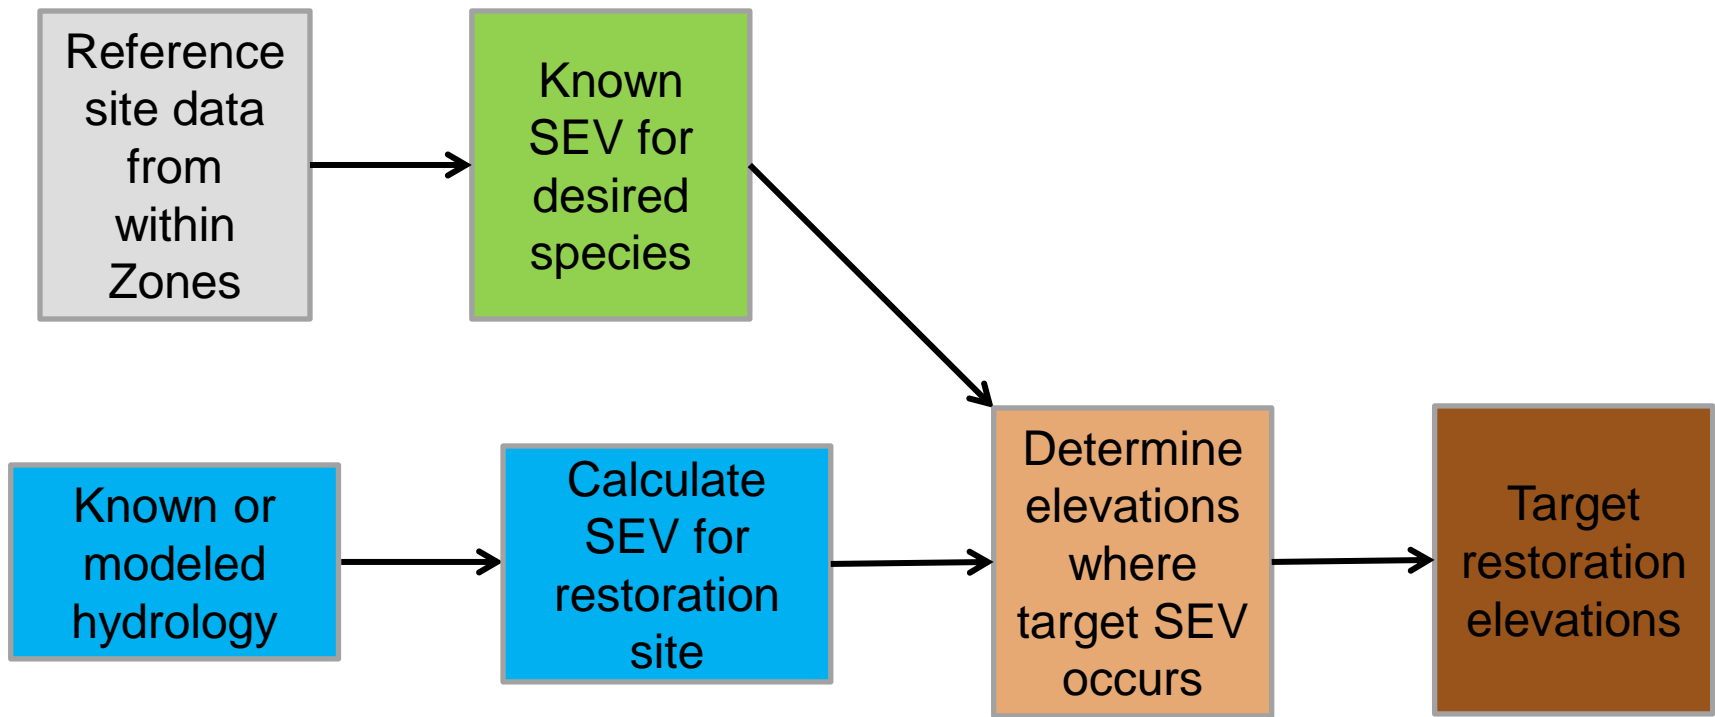 Reference
site data
from
within
Zones
Known
SEV for
desired
species
Known or
modeled
hydrology
Calculate
SEV for
restoration
site
Determine
elevations
where
target SEV
occurs
Target
restoration
elevations